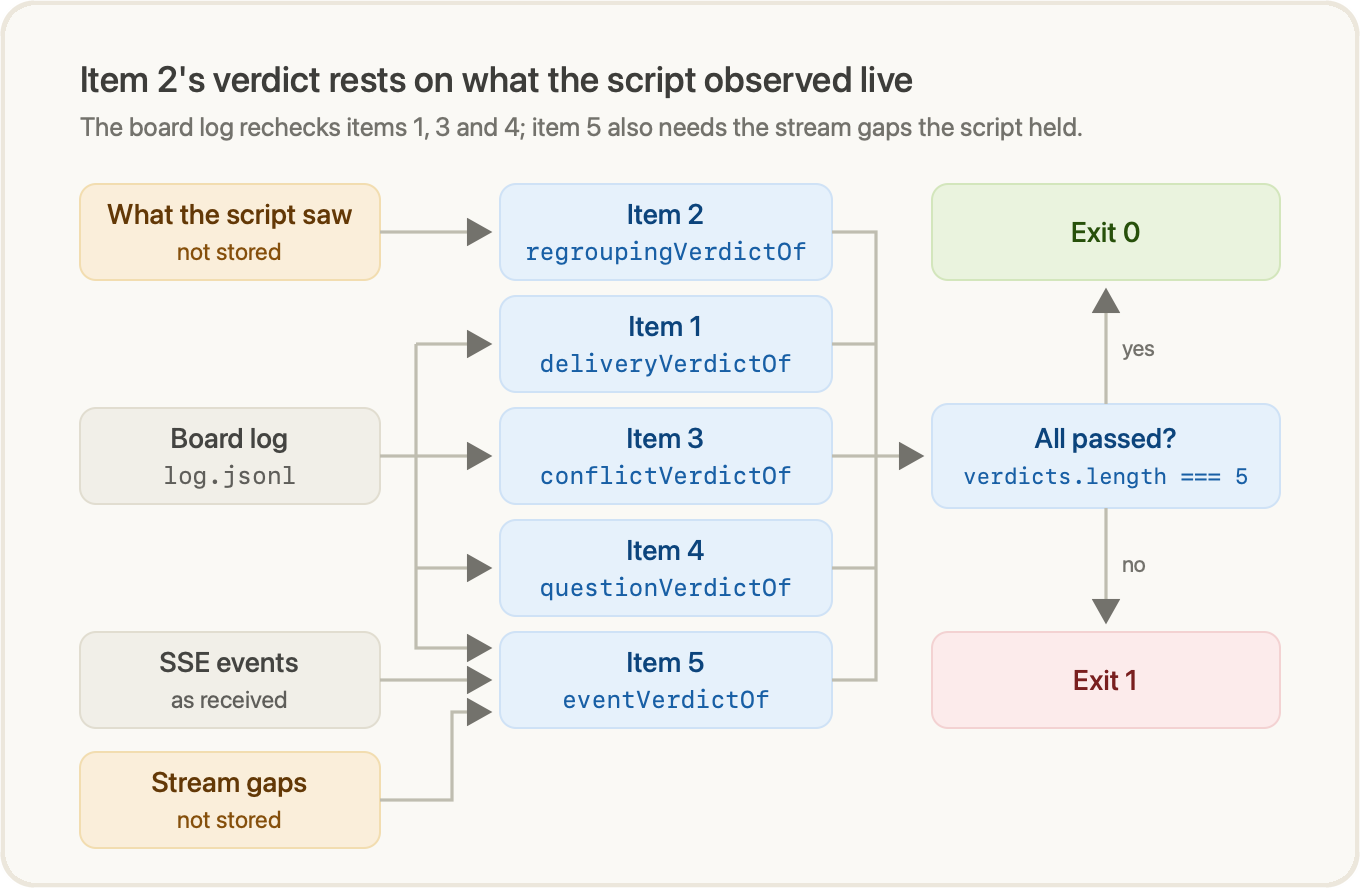 Item 2's verdict rests on what the script observed live
The board log rechecks items 1, 3 and 4; item 5 also needs the stream gaps the script held.
What the script saw
not stored
Item 2
regroupingVerdictOf
Exit 0
Item 1
deliveryVerdictOf
yes
Board log
log.jsonl
Item 3
conflictVerdictOf
All passed?
verdicts.length === 5
Item 4
questionVerdictOf
no
SSE events
as received
Item 5
eventVerdictOf
Exit 1
Stream gaps
not stored